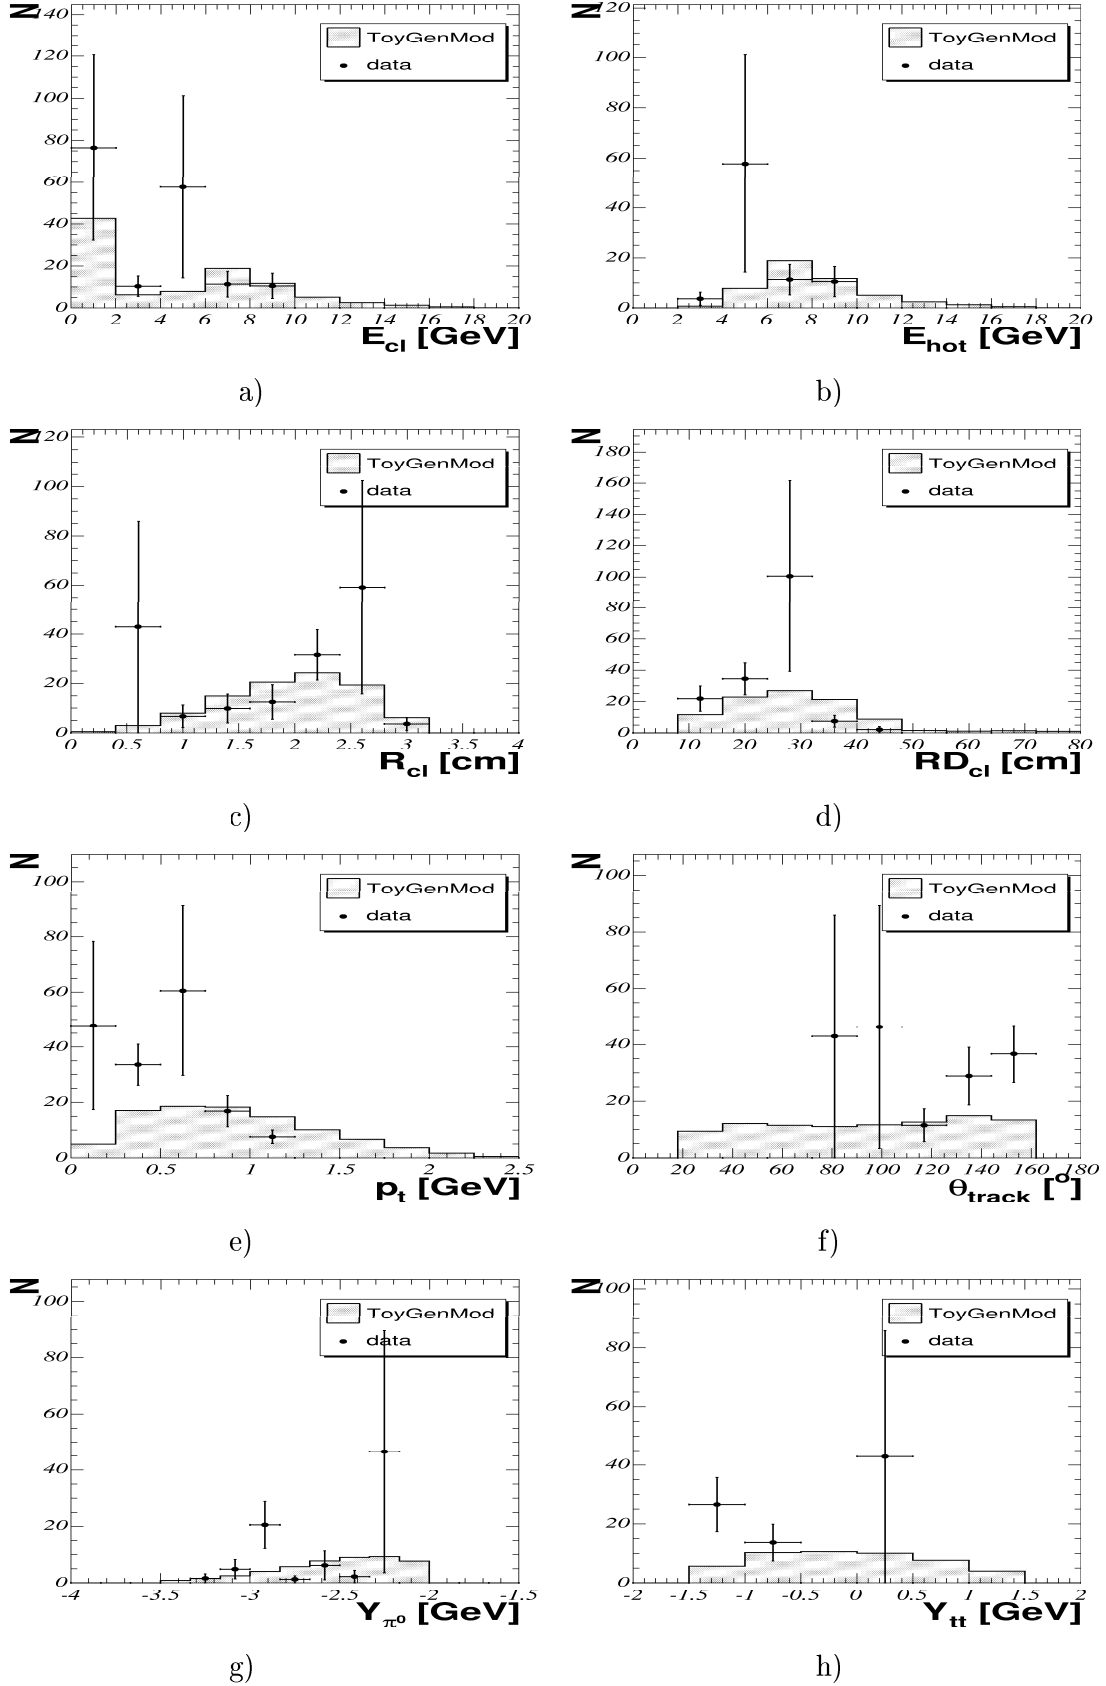 N
140
120
100
80
60
40
20
0
ToyGenMod
data
0 2 4 6 8 10 12 14 16 18 20
E_cl [GeV]
a)
N
120
100
80
60
40
20
0
ToyGenMod
data
0 2 4 6 8 10 12 14 16 18 20
E_hot [GeV]
b)
N
120
100
80
60
40
20
0
ToyGenMod
data
0 0.5 1 1.5 2 2.5 3 3.5 4
R_cl [cm]
c)
N
180
160
140
120
100
80
60
40
20
0
ToyGenMod
data
0 10 20 30 40 50 60 70 80
RD_cl [cm]
d)
N
100
80
60
40
20
0
ToyGenMod
data
0 0.5 1 1.5 2 2.5
p_t [GeV]
e)
N
100
80
60
40
20
0
ToyGenMod
data
0 20 40 60 80 100 120 140 160 180
Θ_track [°]
f)
N
100
80
60
40
20
0
ToyGenMod
data
-4 -3.5 -3 -2.5 -2 -1.5
Y_π⁰ [GeV]
g)
N
100
80
60
40
20
0
ToyGenMod
data
-2 -1.5 -1 -0.5 0 0.5 1 1.5 2
Y_tt [GeV]
h)